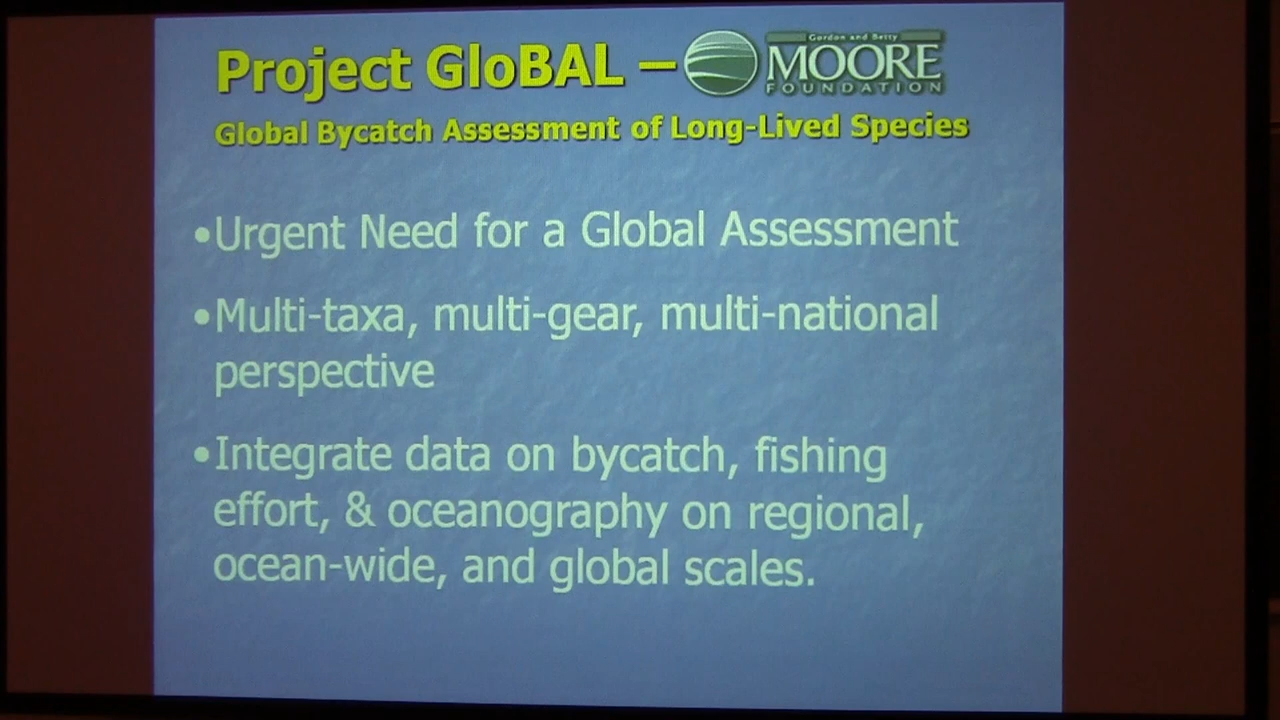 Project GloBAL –
Gordon and Betty
MOORE
FOUNDATION
Global Bycatch Assessment of Long-Lived Species
•Urgent Need for a Global Assessment
•Multi-taxa, multi-gear, multi-national
perspective
•Integrate data on bycatch, fishing
effort, & oceanography on regional,
ocean-wide, and global scales.